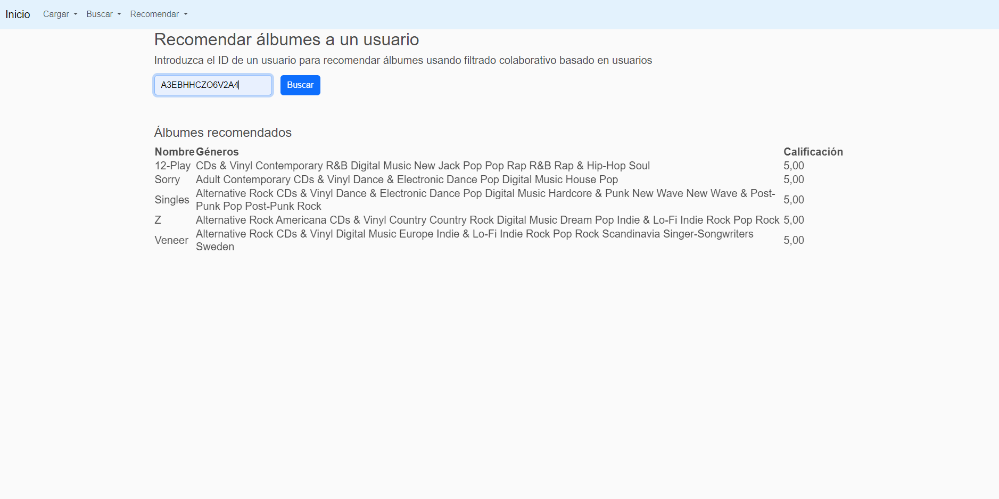 Inicio Cargar Buscar Recomendar
Recomendar álbumes a un usuario
Introduzca el ID de un usuario para recomendar álbumes usando filtrado colaborativo basado en usuarios
A3EBHHCZO6V2A4 Buscar
Álbumes recomendados
Nombre Géneros Calificación
12-Play CDs & Vinyl Contemporary R&B Digital Music New Jack Pop Pop Rap R&B Rap & Hip-Hop Soul 5,00
Sorry Adult Contemporary CDs & Vinyl Dance & Electronic Dance Pop Digital Music House Pop 5,00
Singles Alternative Rock CDs & Vinyl Dance & Electronic Dance Pop Digital Music Hardcore & Punk New Wave New Wave & Post-
Punk Pop Post-Punk Rock 5,00
Z Alternative Rock Americana CDs & Vinyl Country Country Rock Digital Music Dream Pop Indie & Lo-Fi Indie Rock Pop Rock 5,00
Veneer Alternative Rock CDs & Vinyl Digital Music Europe Indie & Lo-Fi Indie Rock Pop Rock Scandinavia Singer-Songwriters
Sweden 5,00